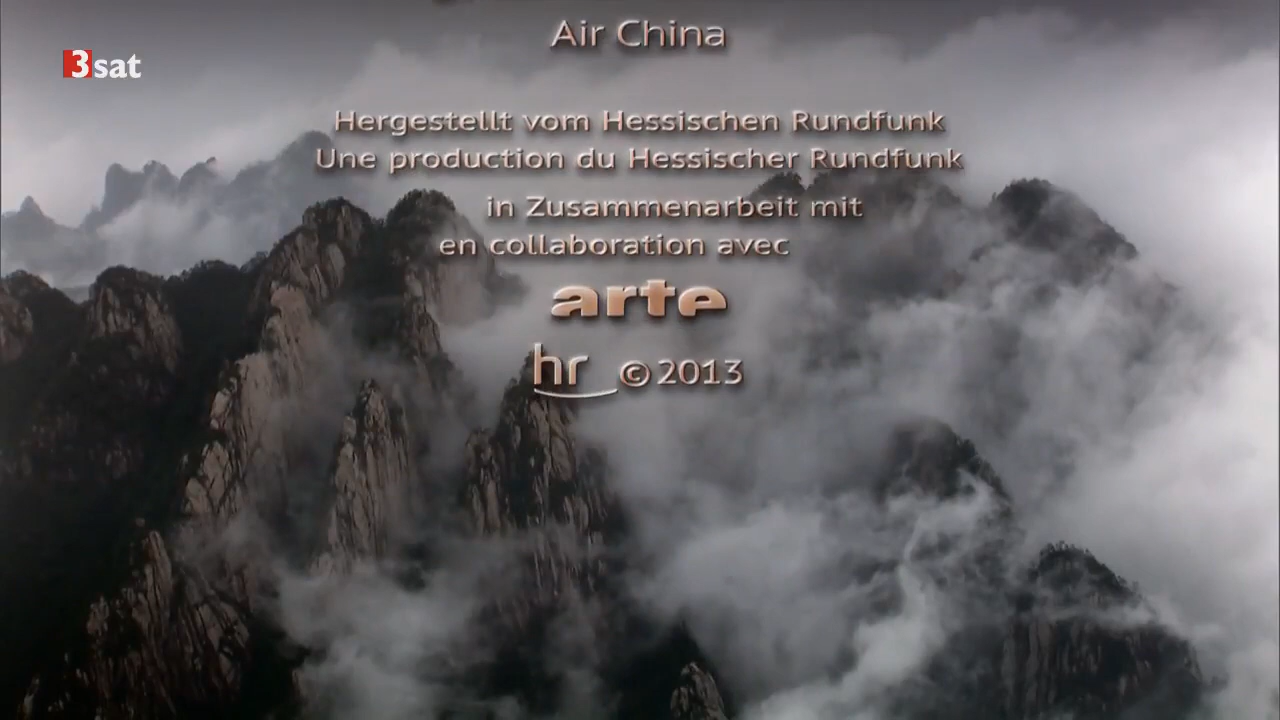 3sat
Air China
Hergestellt vom Hessischen Rundfunk
Une production du Hessischer Rundfunk
in Zusammenarbeit mit
en collaboration avec
arte
hr © 2013